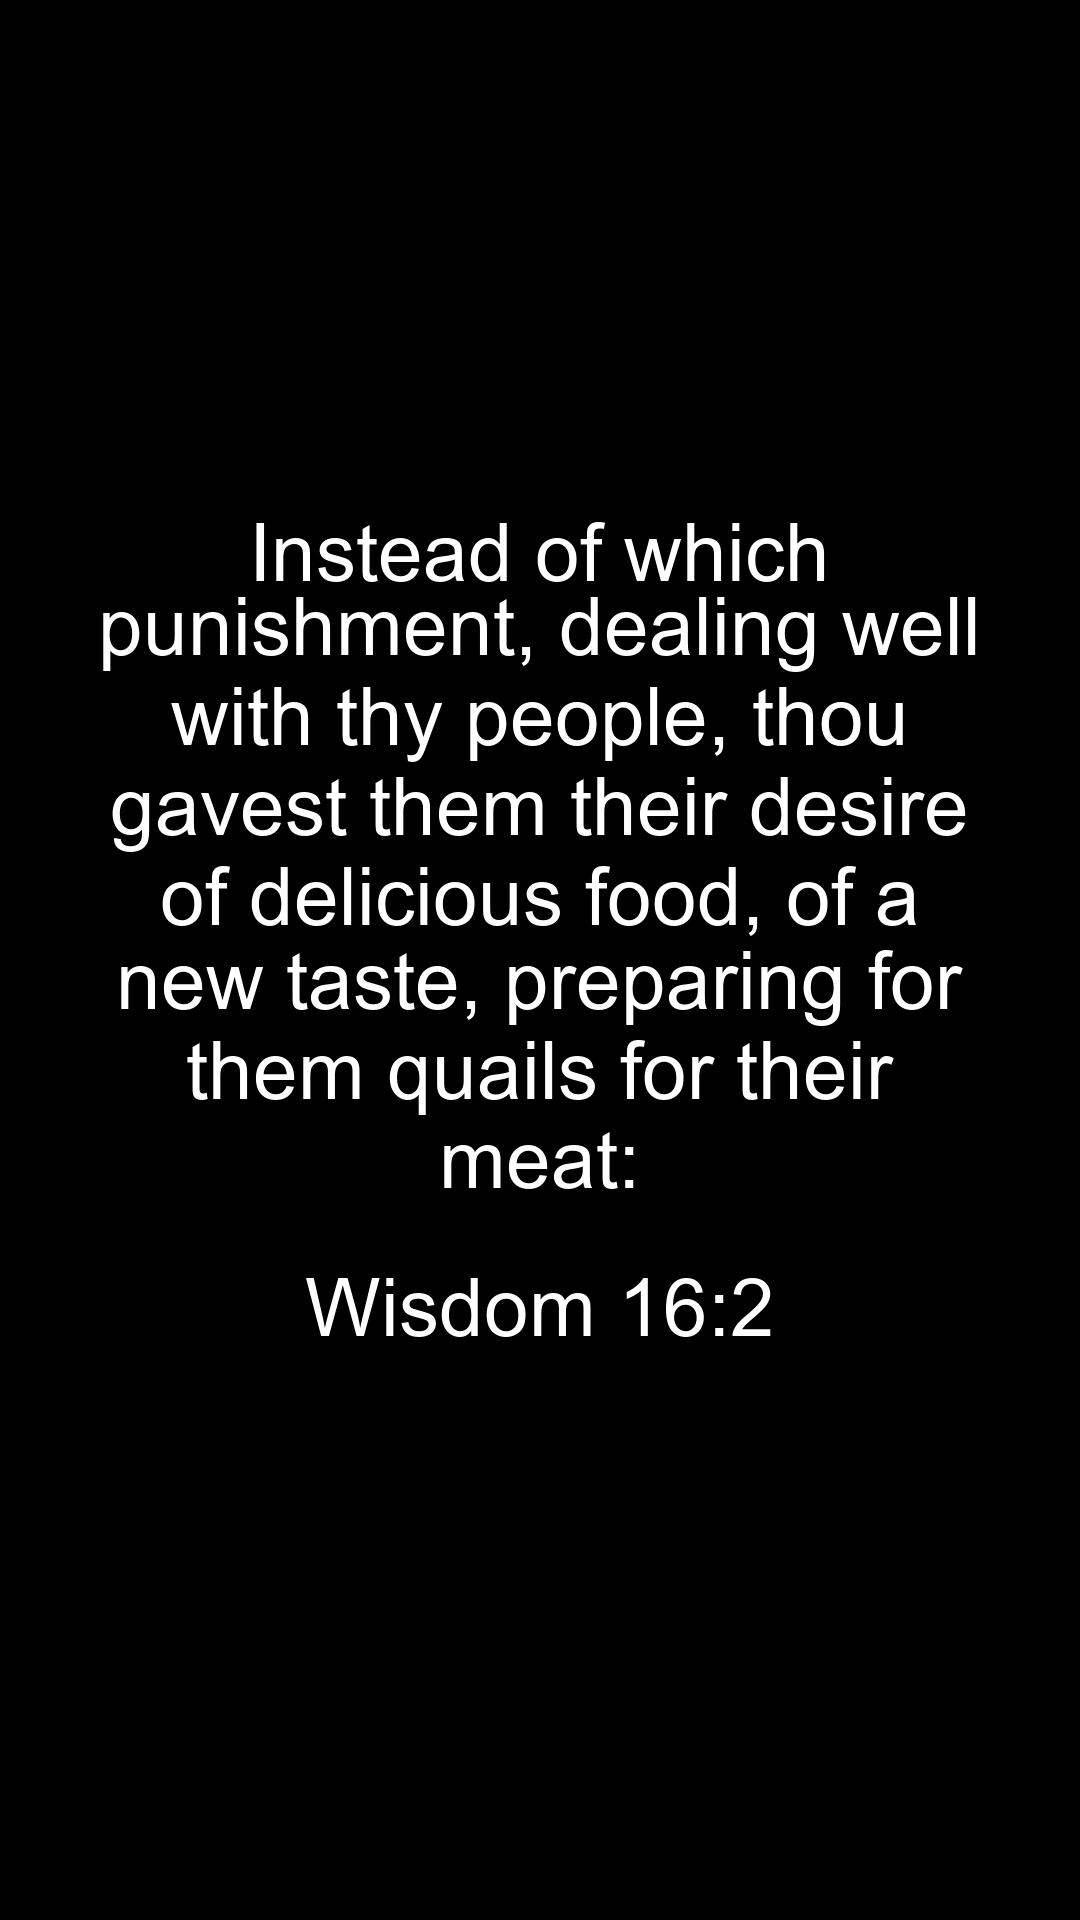 Instead of which
punishment, dealing well
with thy people, thou
gavest them their desire
of delicious food, of a
new taste, preparing for
them quails for their
meat:
Wisdom 16:2